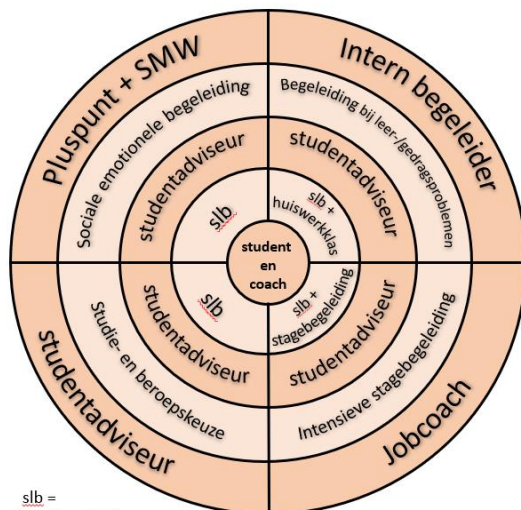 Pluspunt + SMW
Intern begeleider
Sociale emotionele begeleiding
Begeleiding bij leer-/gedragsproblemen
studentadviseur
studentadviseur
slb
slb +
huiswerkklas
student
en
coach
slb
slb +
stagebegeleiding
studentadviseur
studentadviseur
Studie- en beroepskeuze
Intensieve stagebegeleiding
studentadviseur
Jobcoach
slb =